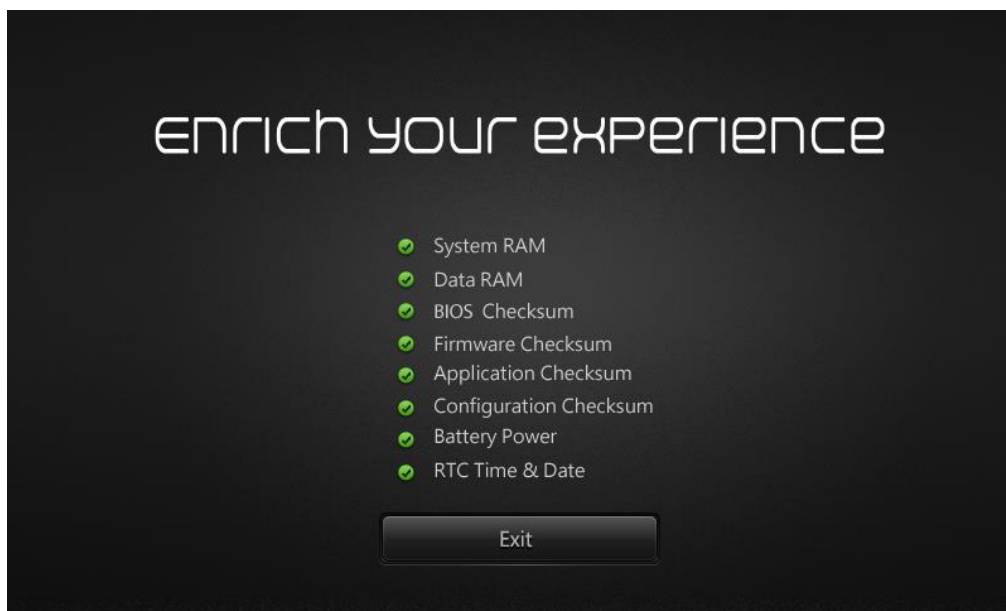 enrich your experience
System RAM
Data RAM
BIOS Checksum
Firmware Checksum
Application Checksum
Configuration Checksum
Battery Power
RTC Time & Date
Exit